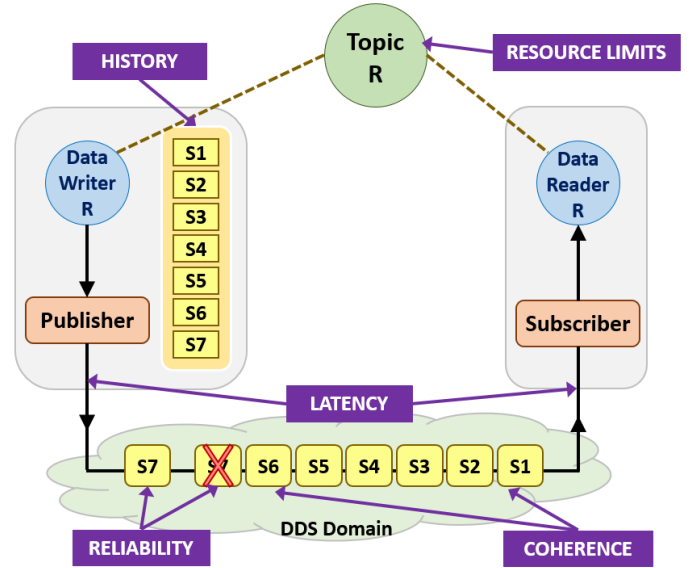 Topic
R
RESOURCE LIMITS
HISTORY
Data
Writer
R
S1
S2
S3
S4
S5
S6
S7
Publisher
Data
Reader
R
Subscriber
LATENCY
S7
S7
S6
S5
S4
S3
S2
S1
DDS Domain
RELIABILITY
COHERENCE